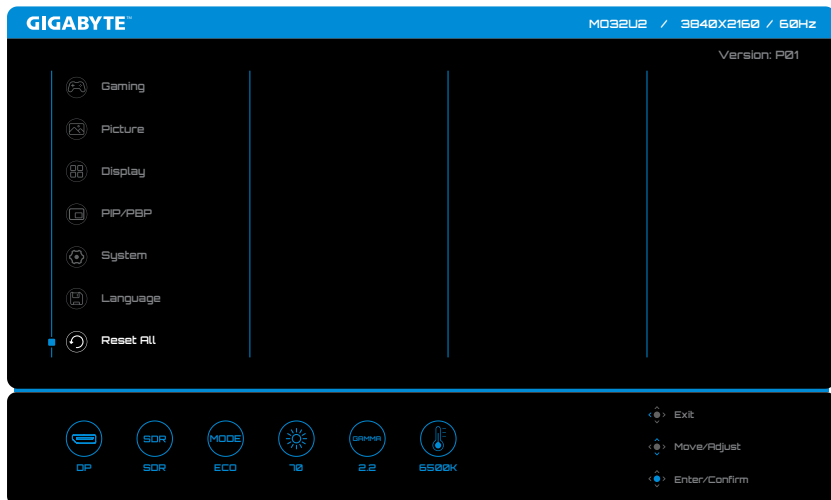 GIGABYTE™
MO32U2 / 3840X2160 / 60Hz
Version: P01
Gaming
Picture
Display
PIP/PBP
System
Language
Reset All
SDR
MODE
GAMMA
DP
SDR
ECO
70
2.2
6500K
Exit
Move/Adjust
Enter/Confirm